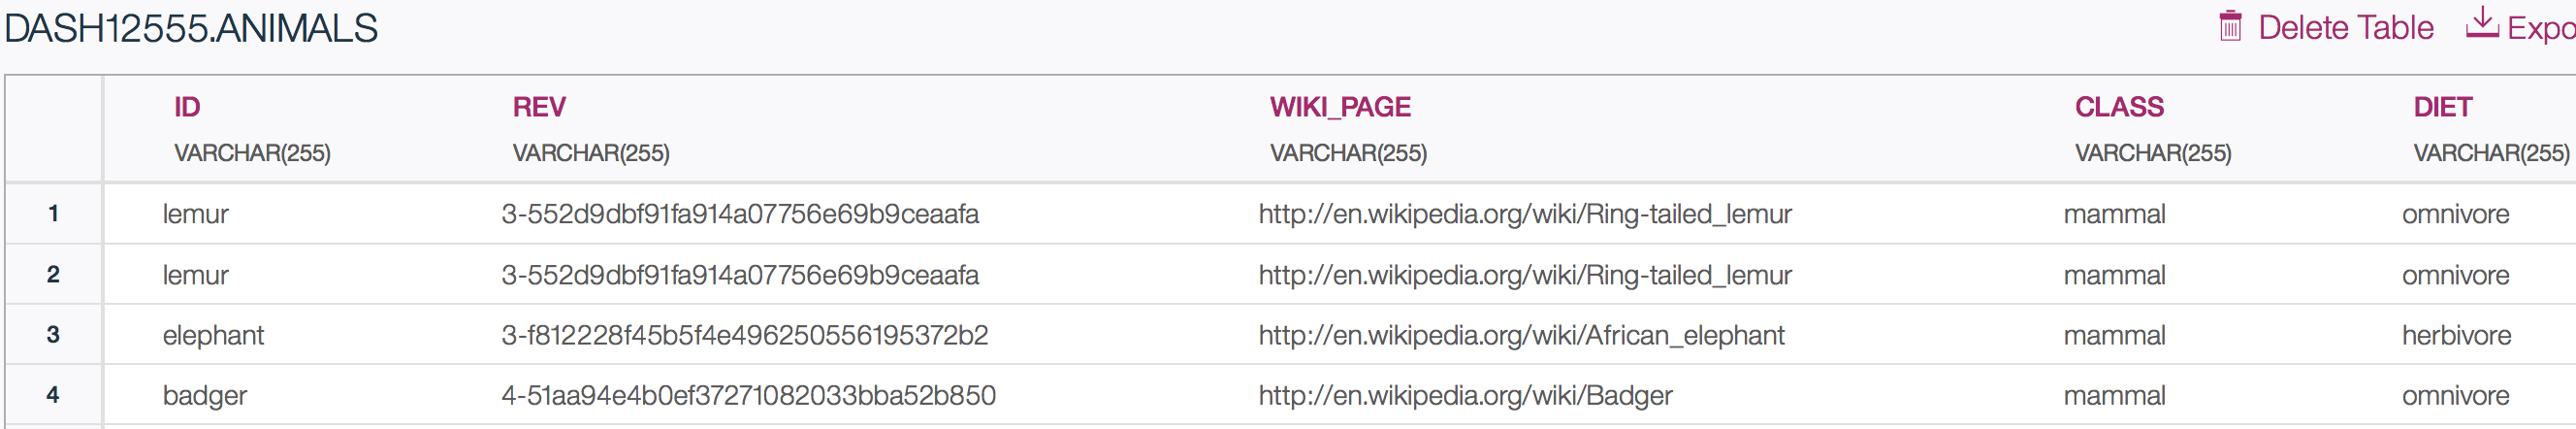 DASH12555.ANIMALS Delete Table Expo
ID REV WIKI_PAGE CLASS DIET
VARCHAR(255) VARCHAR(255) VARCHAR(255) VARCHAR(255) VARCHAR(255)
1 lemur 3-552d9dbf91fa914a07756e69b9ceaafa http://en.wikipedia.org/wiki/Ring-tailed_lemur mammal omnivore
2 lemur 3-552d9dbf91fa914a07756e69b9ceaafa http://en.wikipedia.org/wiki/Ring-tailed_lemur mammal omnivore
3 elephant 3-f812228f45b5f4e496250556195372b2 http://en.wikipedia.org/wiki/African_elephant mammal herbivore
4 badger 4-51aa94e4b0ef37271082033bba52b850 http://en.wikipedia.org/wiki/Badger mammal omnivore